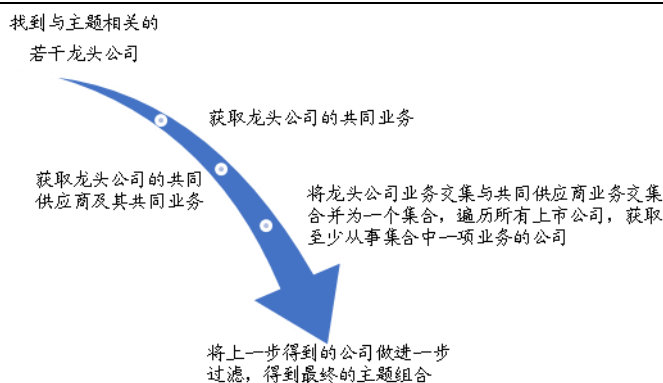 找到与主题相关的
若干龙头公司
获取龙头公司的共同业务
获取龙头公司的共同
供应商及其共同业务
将龙头公司业务交集与共同供应商业务交集
合并为一个集合，遍历所有上市公司，获取
至少从事集合中一项业务的公司
将上一步得到的公司做进一步
过滤，得到最终的主题组合